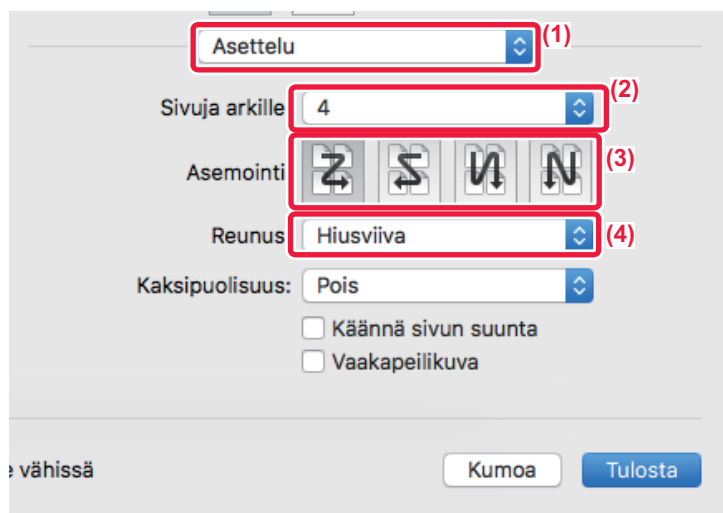 Asettelu (1)
Sivuja arkille 4 (2)
Asemointi (3)
Reunus Hiusviiva (4)
Kaksipuolisuus: Pois
Käännä sivun suunta
Vaakapeilikuva
vähissä Kumoa Tulosta